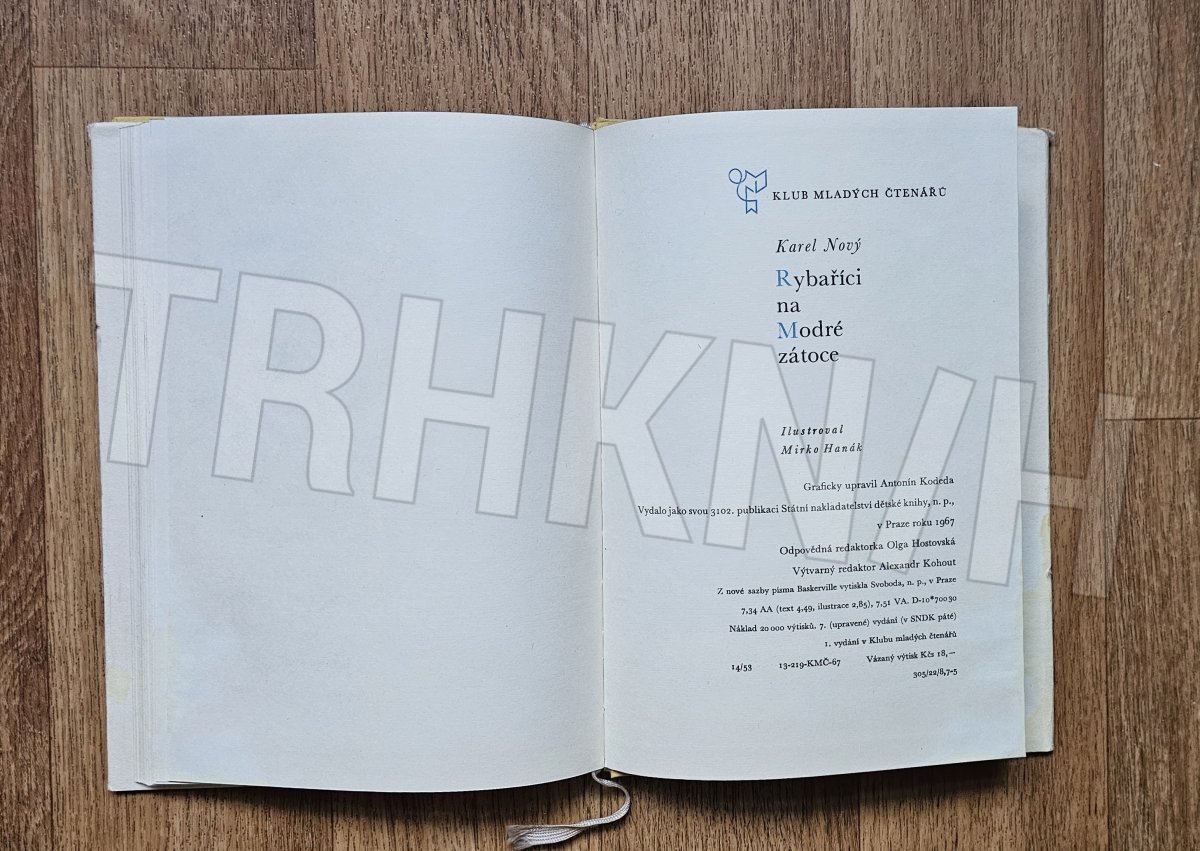 KLUB MLADÝCH ČTENÁŘŮ
Karel Nový
Rybaříci
na
Modré
zátoce
Ilustroval
Mirko Hanák
Graficky upravil Antonín Kodeda
Vydalo jako svou 3102. publikaci Státní nakladatelství dětské knihy, n. p.,
v Praze roku 1967
Odpovědná redaktorka Olga Hostovská
Výtvarný redaktor Alexandr Kohout
Z nové sazby písma Baskerville vytiskla Svoboda, n. p., v Praze
7,34 AA (text 4,49, ilustrace 2,85), 7,51 VA. D-10*70030
Náklad 20 000 výtisků. 7. (upravené) vydání (v SNDK páté)
1. vydání v Klubu mladých čtenářů
14/53 13-219-KMČ-67 Vázaný výtisk Kčs 18,—
305/22/8,7-5
TRHKNIH